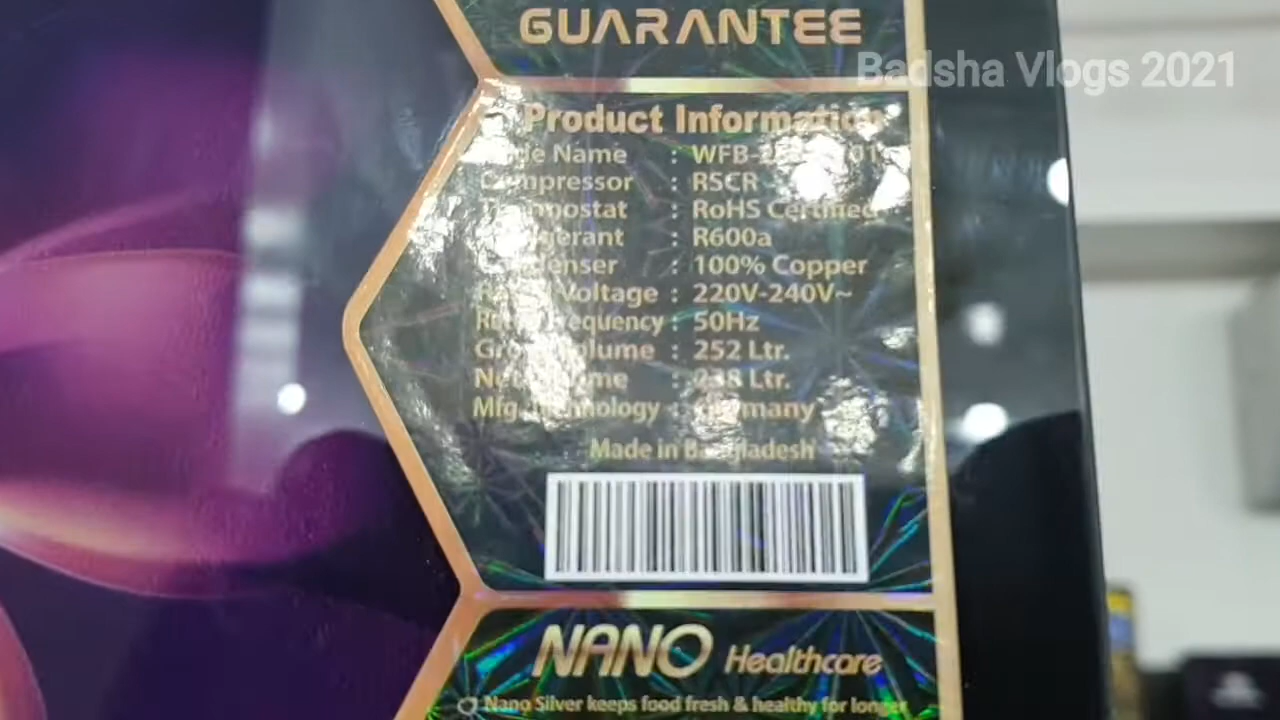 GUARANTEE
Badsha Vlogs 2021
Product Information
Name : WFB-
Compressor : RSCR
Thermostat : RoHS Certified
Refrigerant : R600a
Condenser : 100% Copper
Rated Voltage : 220V-240V~
Rated Frequency : 50Hz
Gross Volume : 252 Ltr.
Net Volume : 238 Ltr.
Mfg. Technology : Germany
Made in Bangladesh
NANO Healthcare
Nano Silver keeps food fresh & healthy for longer